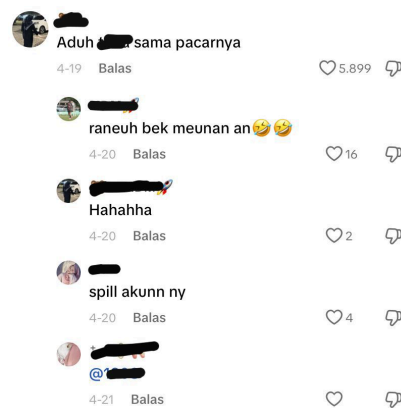 Aduh sama pacarnya
4-19 Balas 5.899
raneuh bek meunan an🤣🤣
4-20 Balas 16
Hahahha
4-20 Balas 2
spill akunn ny
4-20 Balas 4
@
4-21 Balas